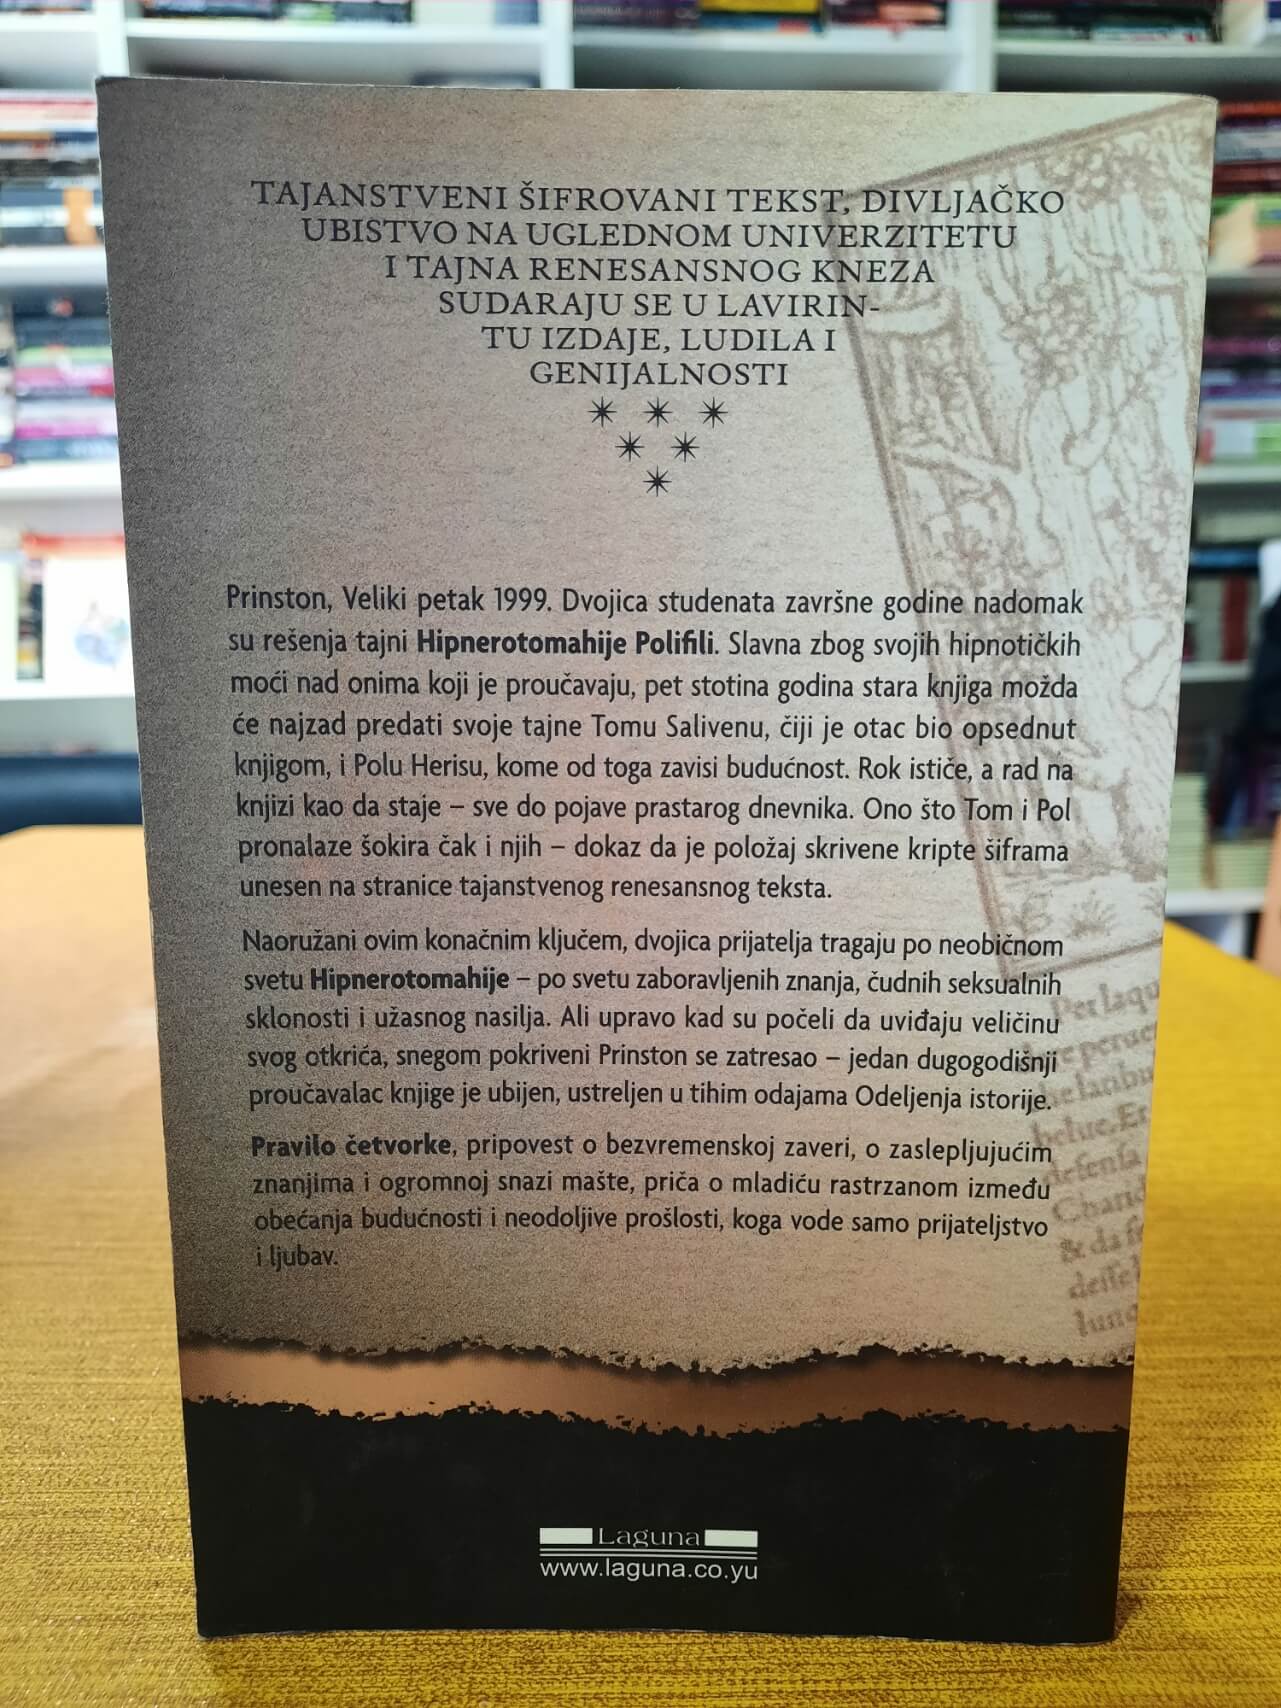 TAJANSTVENI ŠIFROVANI TEKST, DIVLJAČKO
UBISTVO NA UGLEDNOM UNIVERZITETU
I TAJNA RENESANSNOG KNEZA
SUDARAJU SE U LAVIRIN-
TU IZDAJE, LUDILA I
GENIJALNOSTI
Prinston, Veliki petak 1999. Dvojica studenata završne godine nadomak
su rešenja tajni Hipnerotomahije Polifili. Slavna zbog svojih hipnotičkih
moći nad onima koji je proučavaju, pet stotina godina stara knjiga možda
će najzad predati svoje tajne Tomu Salivenu, čiji je otac bio opsednut
knjigom, i Polu Herisu, kome od toga zavisi budućnost. Rok ističe, a rad na
knjizi kao da staje – sve do pojave prastarog dnevnika. Ono što Tom i Pol
pronalaze šokira čak i njih – dokaz da je položaj skrivene kripte šiframa
unesen na stranice tajanstvenog renesansnog teksta.
Naoružani ovim konačnim ključem, dvojica prijatelja tragaju po neobičnom
svetu Hipnerotomahije – po svetu zaboravljenih znanja, čudnih seksualnih
sklonosti i užasnog nasilja. Ali upravo kad su počeli da uviđaju veličinu
svog otkrića, snegom pokriveni Prinston se zatresao – jedan dugogodišnji
proučavalac knjige je ubijen, ustreljen u tihim odajama Odeljenja istorije.
Pravilo četvorke, pripovest o bezvremenskoj zaveri, o zaslepljujućim
znanjima i ogromnoj snazi mašte, priča o mladiću rastrzanom između
obećanja budućnosti i neodoljive prošlosti, koga vode samo prijateljstvo
i ljubav.
Per laqu
Laguna
www.laguna.co.yu